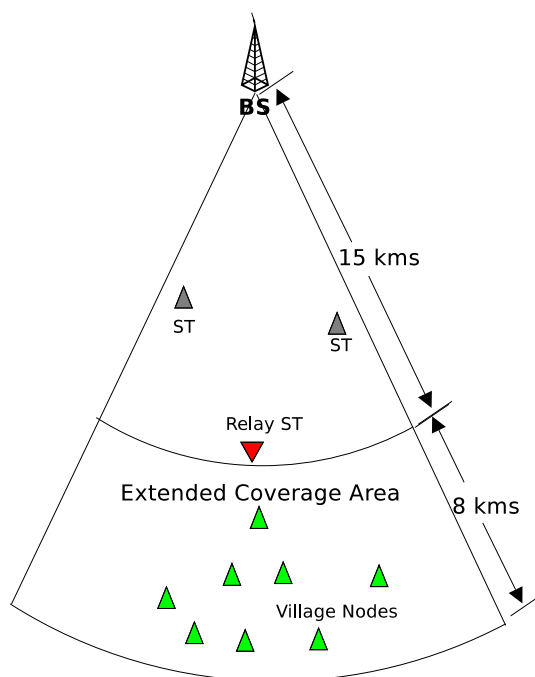 BS
15 kms
ST
ST
Relay ST
Extended Coverage Area
8 kms
Village Nodes